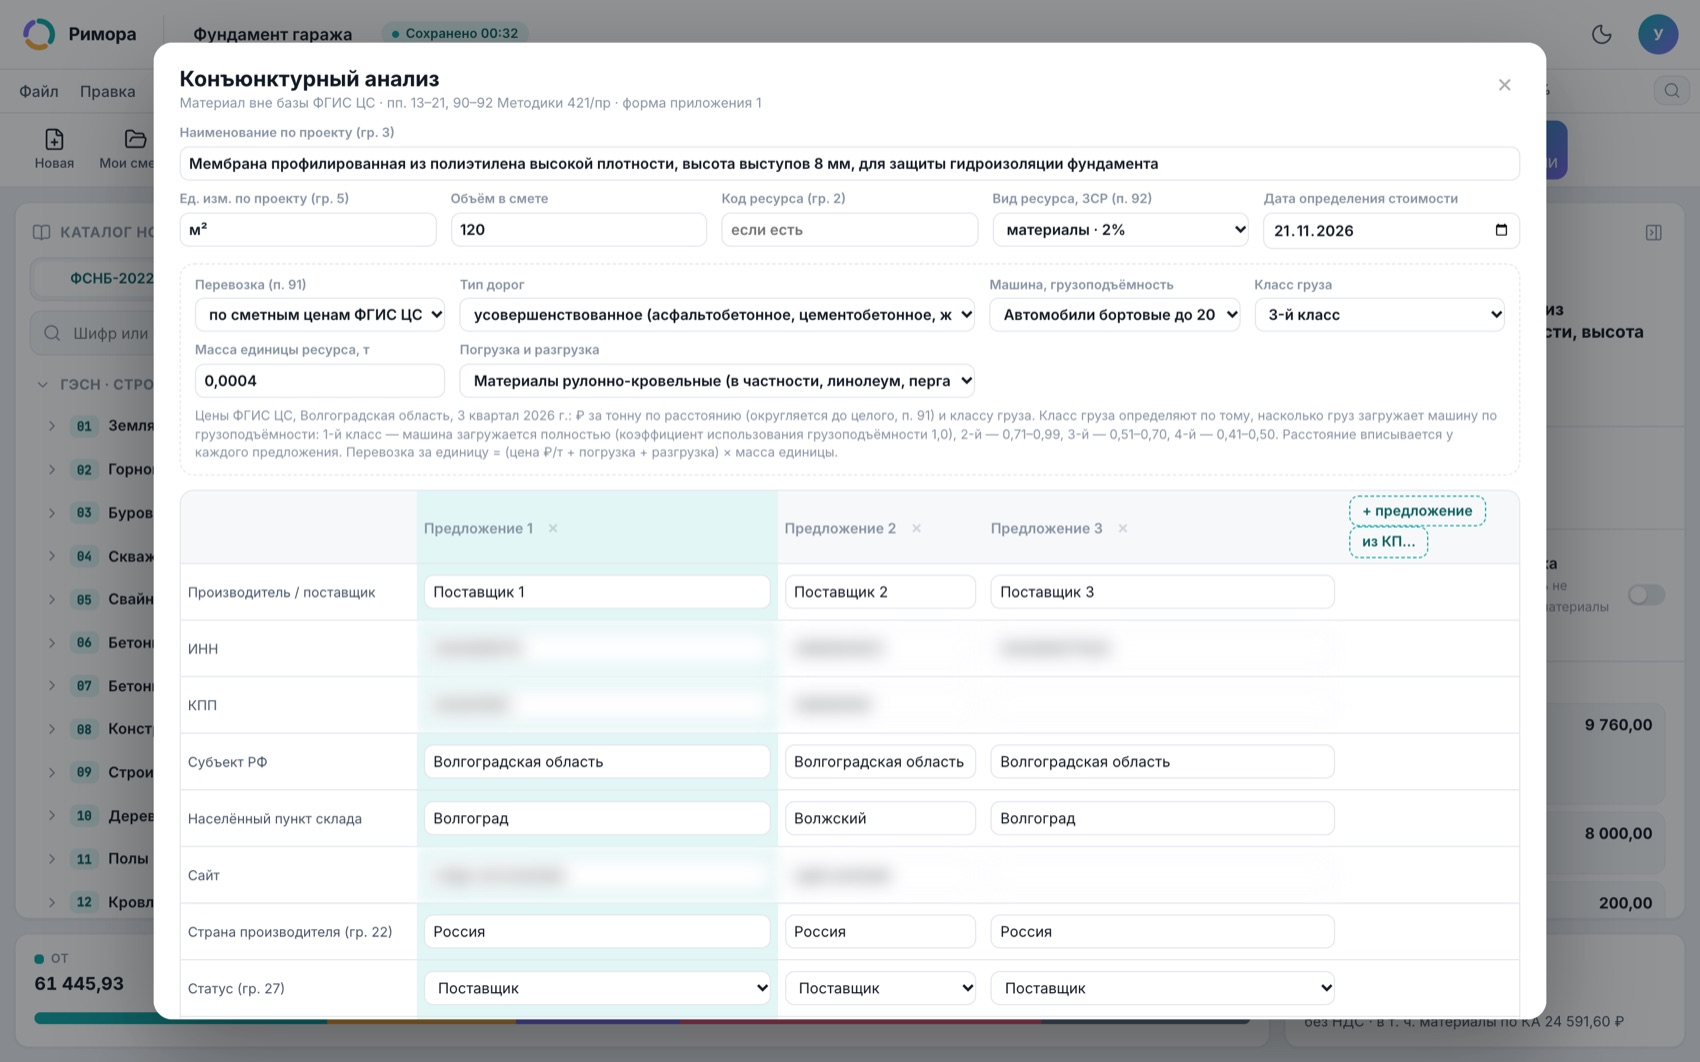 Римора
Фундамент гаража
Сохранено 00:32
У
Файл
Правка
Новая
Мои сме
КАТАЛОГ НО
ФСНБ-2022
Шифр или
ГЭСН · СТРО
01 Земля
02 Горно
03 Буров
04 Скваж
05 Свайн
06 Бетон
07 Бетон
08 Конст
09 Строи
10 Дерев
11 Полы
12 Кровл
ОТ
61 445,93
Конъюнктурный анализ
Материал вне базы ФГИС ЦС · пп. 13–21, 90–92 Методики 421/пр · форма приложения 1
Наименование по проекту (гр. 3)
Мембрана профилированная из полиэтилена высокой плотности, высота выступов 8 мм, для защиты гидроизоляции фундамента
Ед. изм. по проекту (гр. 5)
Объём в смете
Код ресурса (гр. 2)
Вид ресурса, ЗСР (п. 92)
Дата определения стоимости
м²
120
если есть
материалы · 2%
21.11.2026
Перевозка (п. 91)
Тип дорог
Машина, грузоподъёмность
Класс груза
по сметным ценам ФГИС ЦС
усовершенствованное (асфальтобетонное, цементобетонное, ж
Автомобили бортовые до 20
3-й класс
Масса единицы ресурса, т
Погрузка и разгрузка
0,0004
Материалы рулонно-кровельные (в частности, линолеум, перга
Цены ФГИС ЦС, Волгоградская область, 3 квартал 2026 г.: ₽ за тонну по расстоянию (округляется до целого, п. 91) и классу груза. Класс груза определяют по тому, насколько груз загружает машину по
грузоподъёмности: 1-й класс — машина загружается полностью (коэффициент использования грузоподъёмности 1,0), 2-й — 0,71–0,99, 3-й — 0,51–0,70, 4-й — 0,41–0,50. Расстояние вписывается у
каждого предложения. Перевозка за единицу = (цена ₽/т + погрузка + разгрузка) × масса единицы.
Предложение 1
Предложение 2
Предложение 3
+ предложение
из КП...
Производитель / поставщик
Поставщик 1
Поставщик 2
Поставщик 3
ИНН
КПП
Субъект РФ
Волгоградская область
Волгоградская область
Волгоградская область
Населённый пункт склада
Волгоград
Волжский
Волгоград
Сайт
Страна производителя (гр. 22)
Россия
Россия
Россия
Статус (гр. 27)
Поставщик
Поставщик
Поставщик
сти, высота
не
атериалы
9 760,00
8 000,00
200,00
без НДС · в т. ч. материалы по КА 24 591,60 ₽